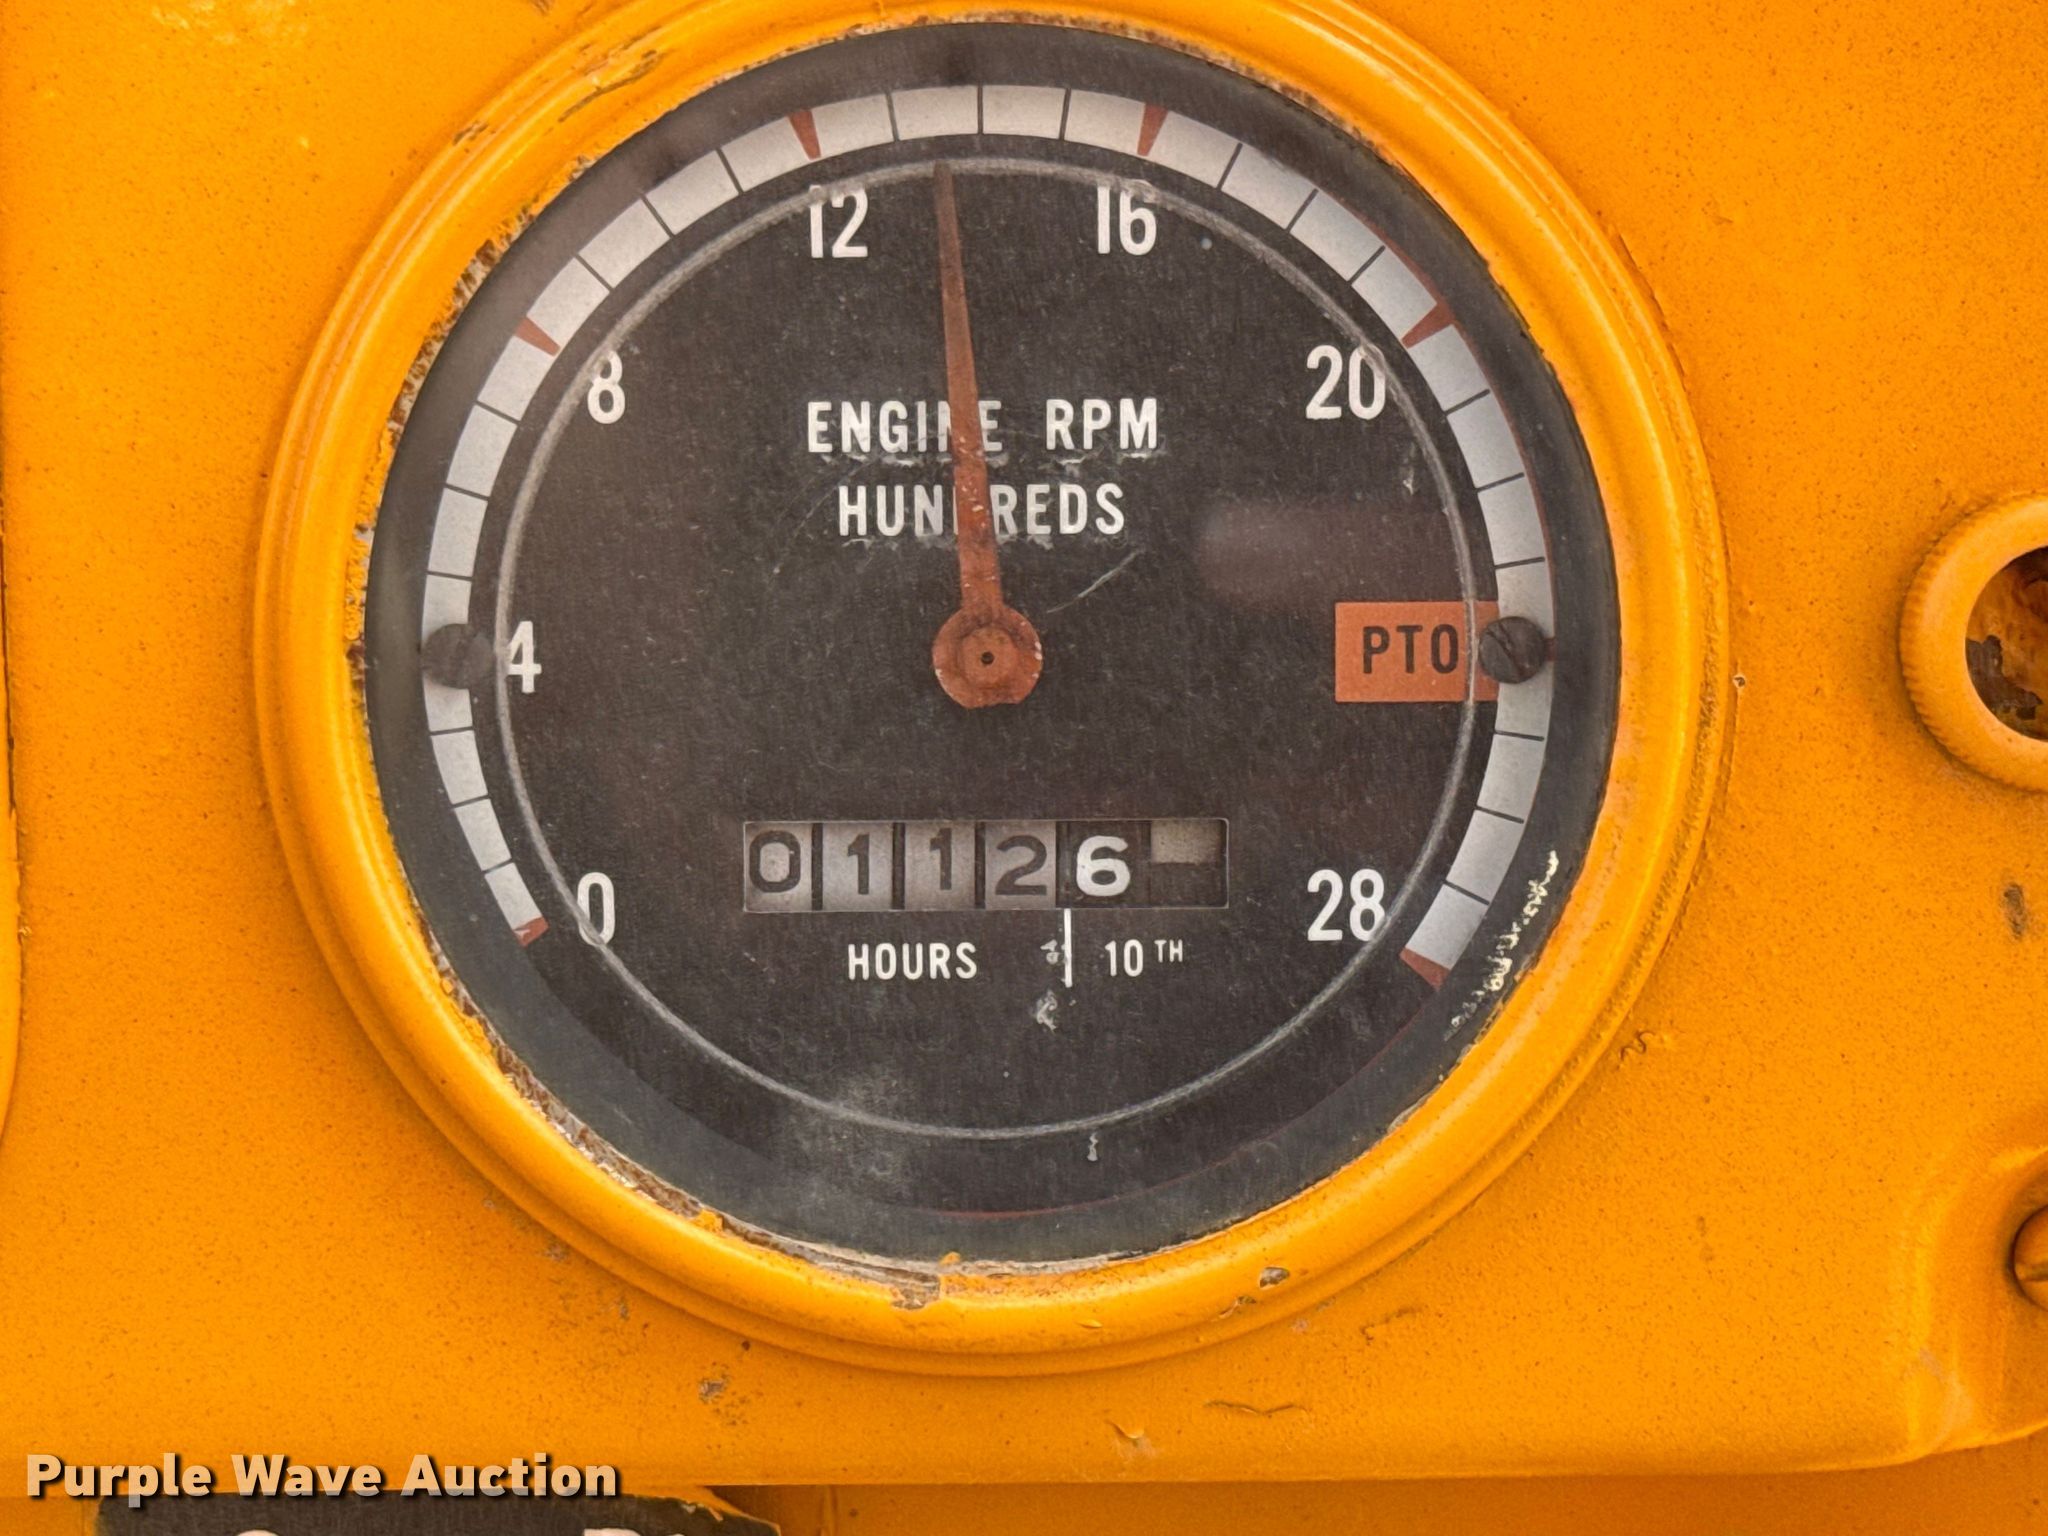 12 16
8 20
ENGINE RPM
HUNDREDS
4 PTO
01126
0 28
HOURS 10TH
Purple Wave Auction